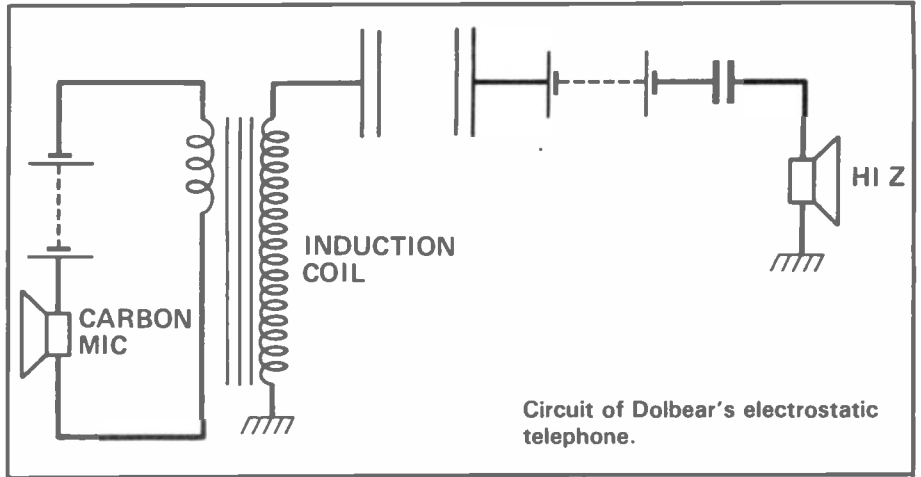 HI Z
INDUCTION
COIL
CARBON
MIC
Circuit of Dolbear's electrostatic
telephone.